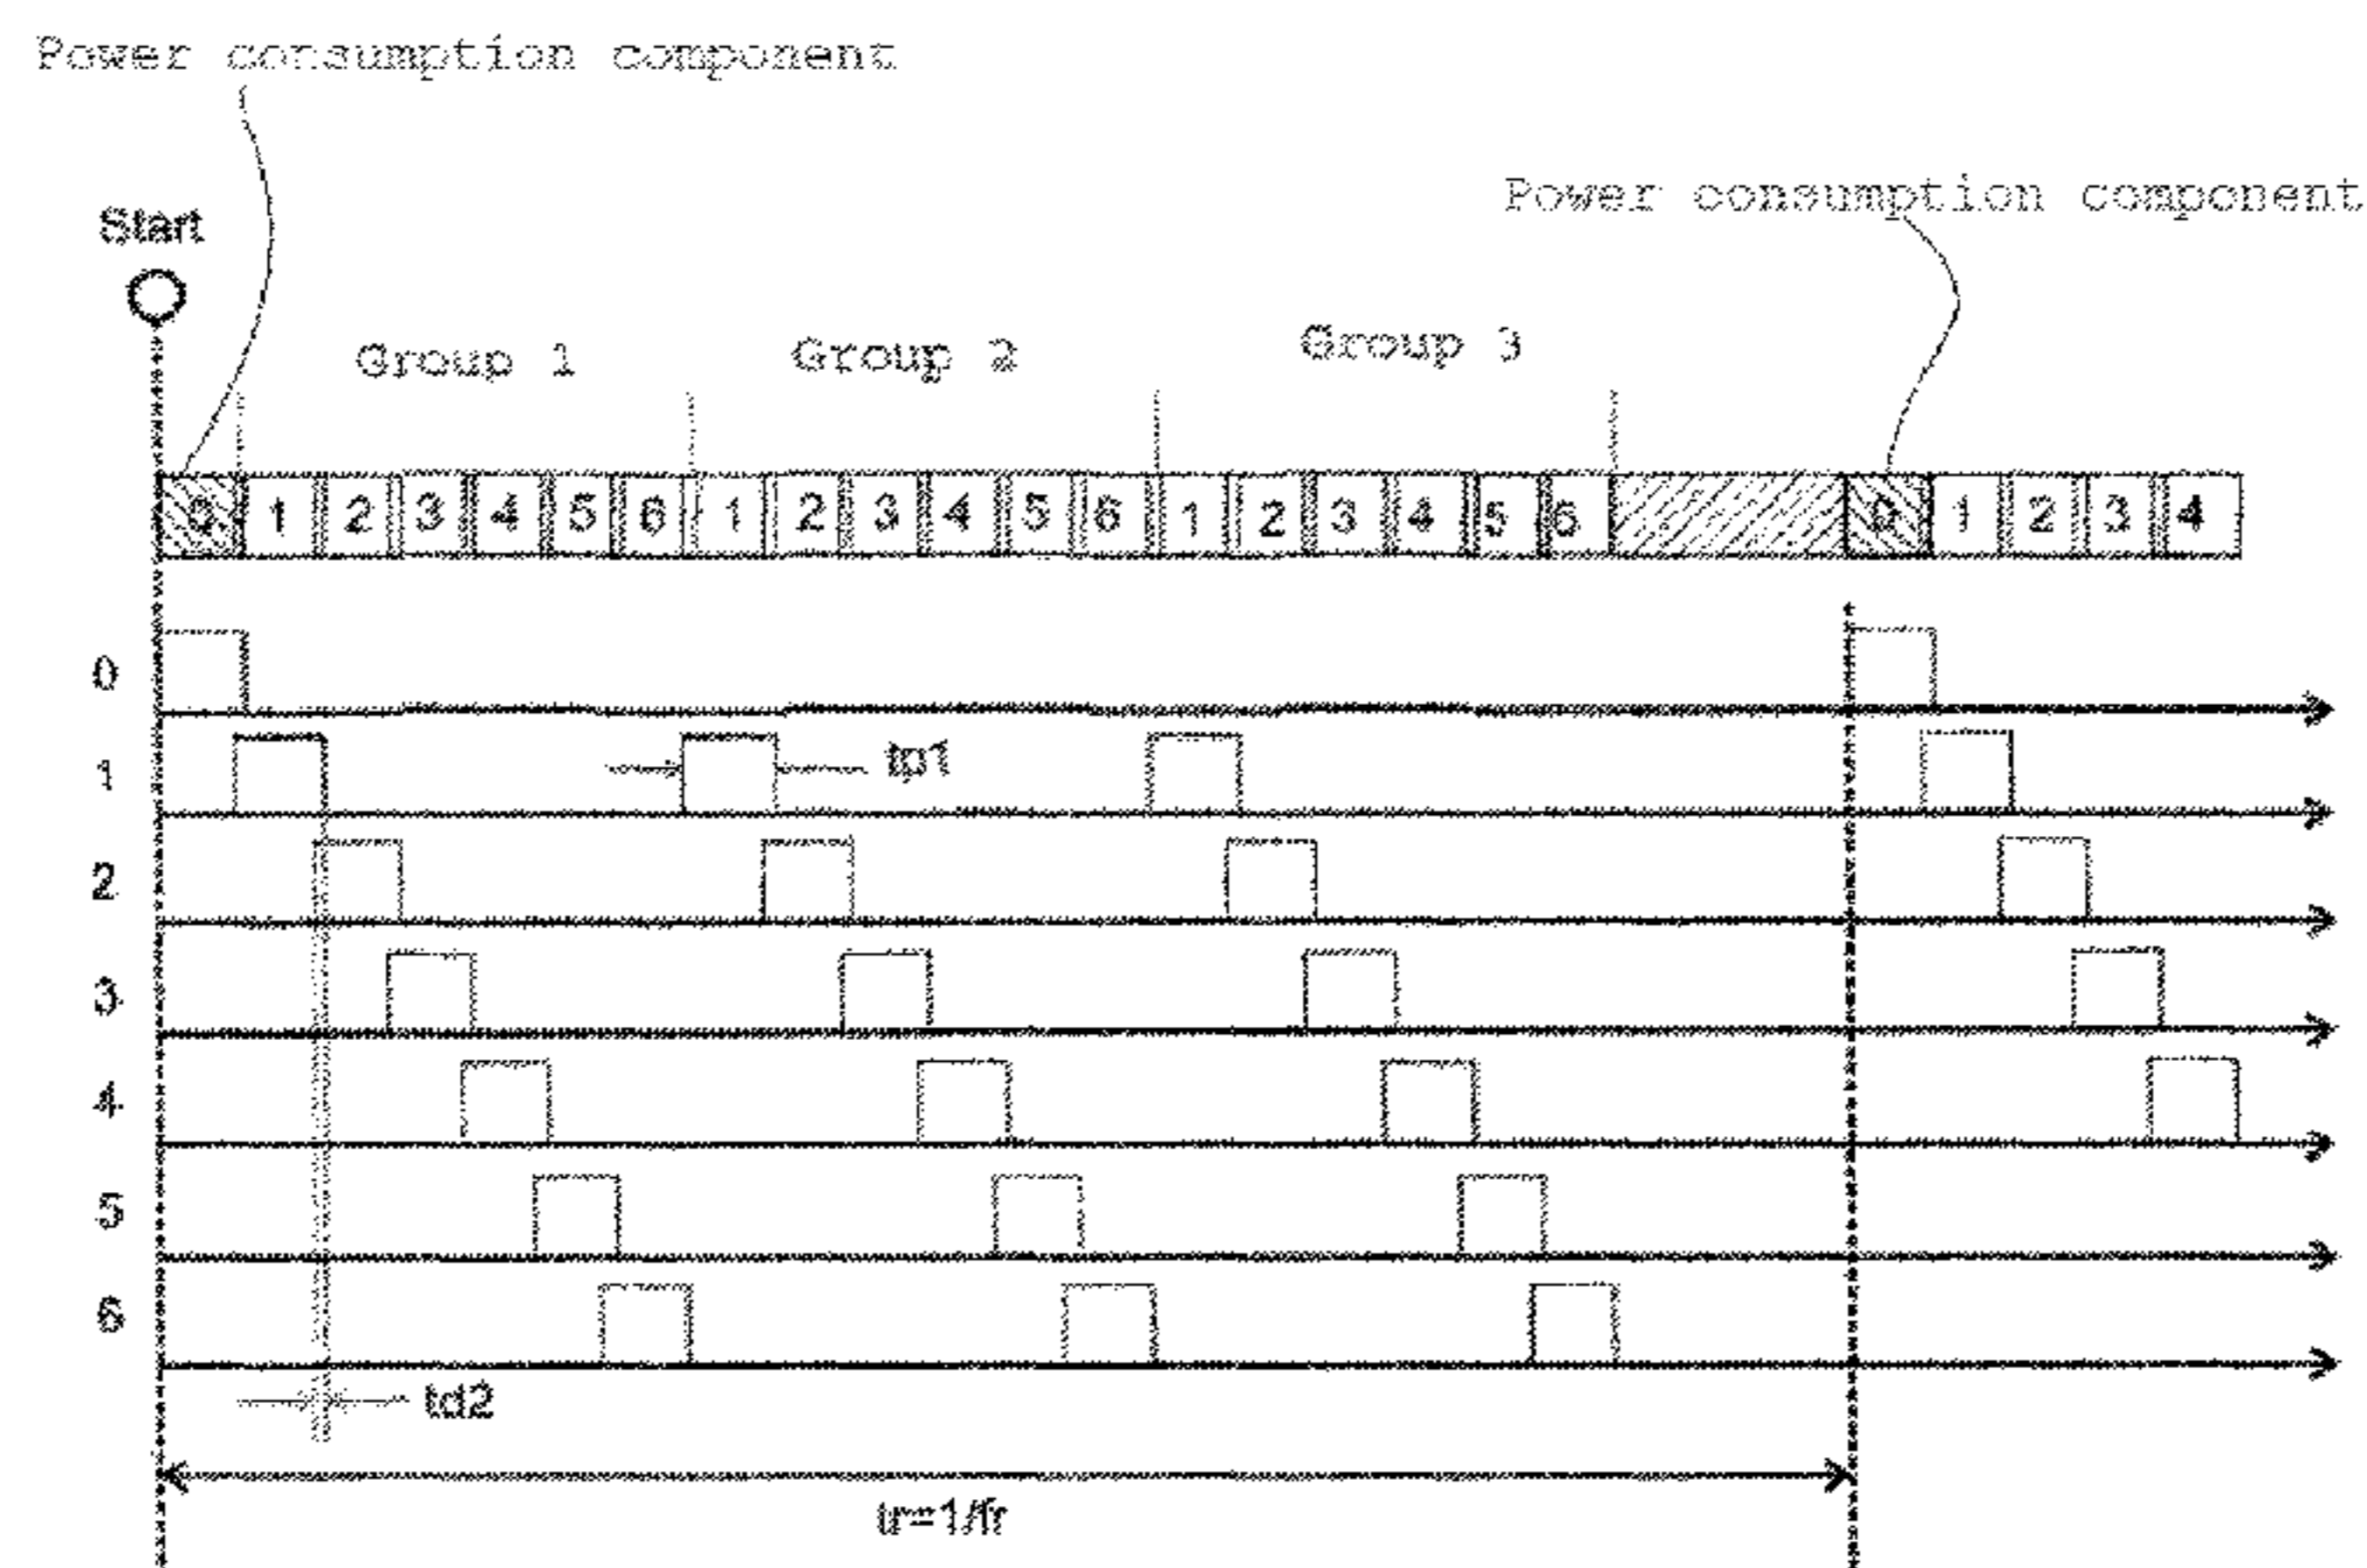 Power consumption component
Power consumption component
Start
Group 1
Group 2
Group 3
0 1 2 3 4 5 6 1 2 3 4 5 6 1 2 3 4 5 6 0 1 2 3 4
0
1
tp1
2
3
4
5
6
td2
tr=1/fr